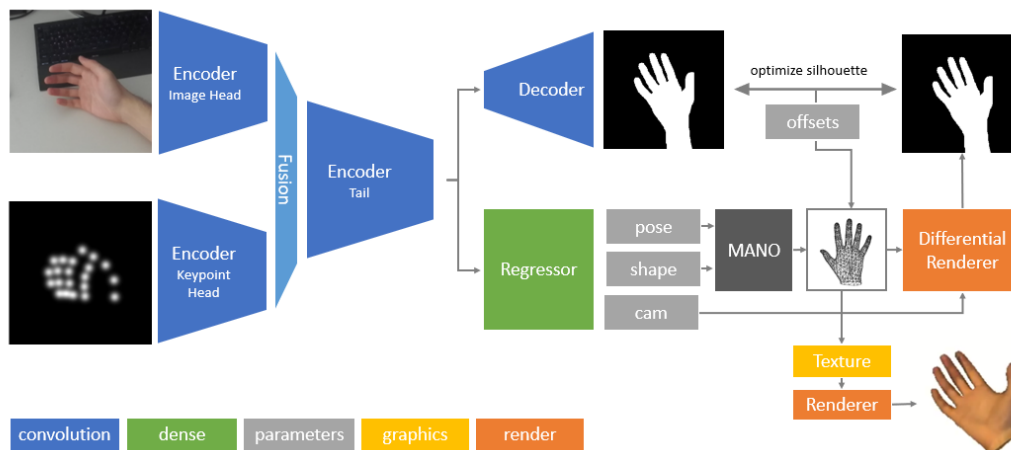 Encoder
Image Head
Fusion
Encoder
Keypoint
Head
Encoder
Tail
Decoder
optimize silhouette
offsets
Regressor
pose
shape
cam
MANO
Differential
Renderer
Texture
Renderer
convolution
dense
parameters
graphics
render